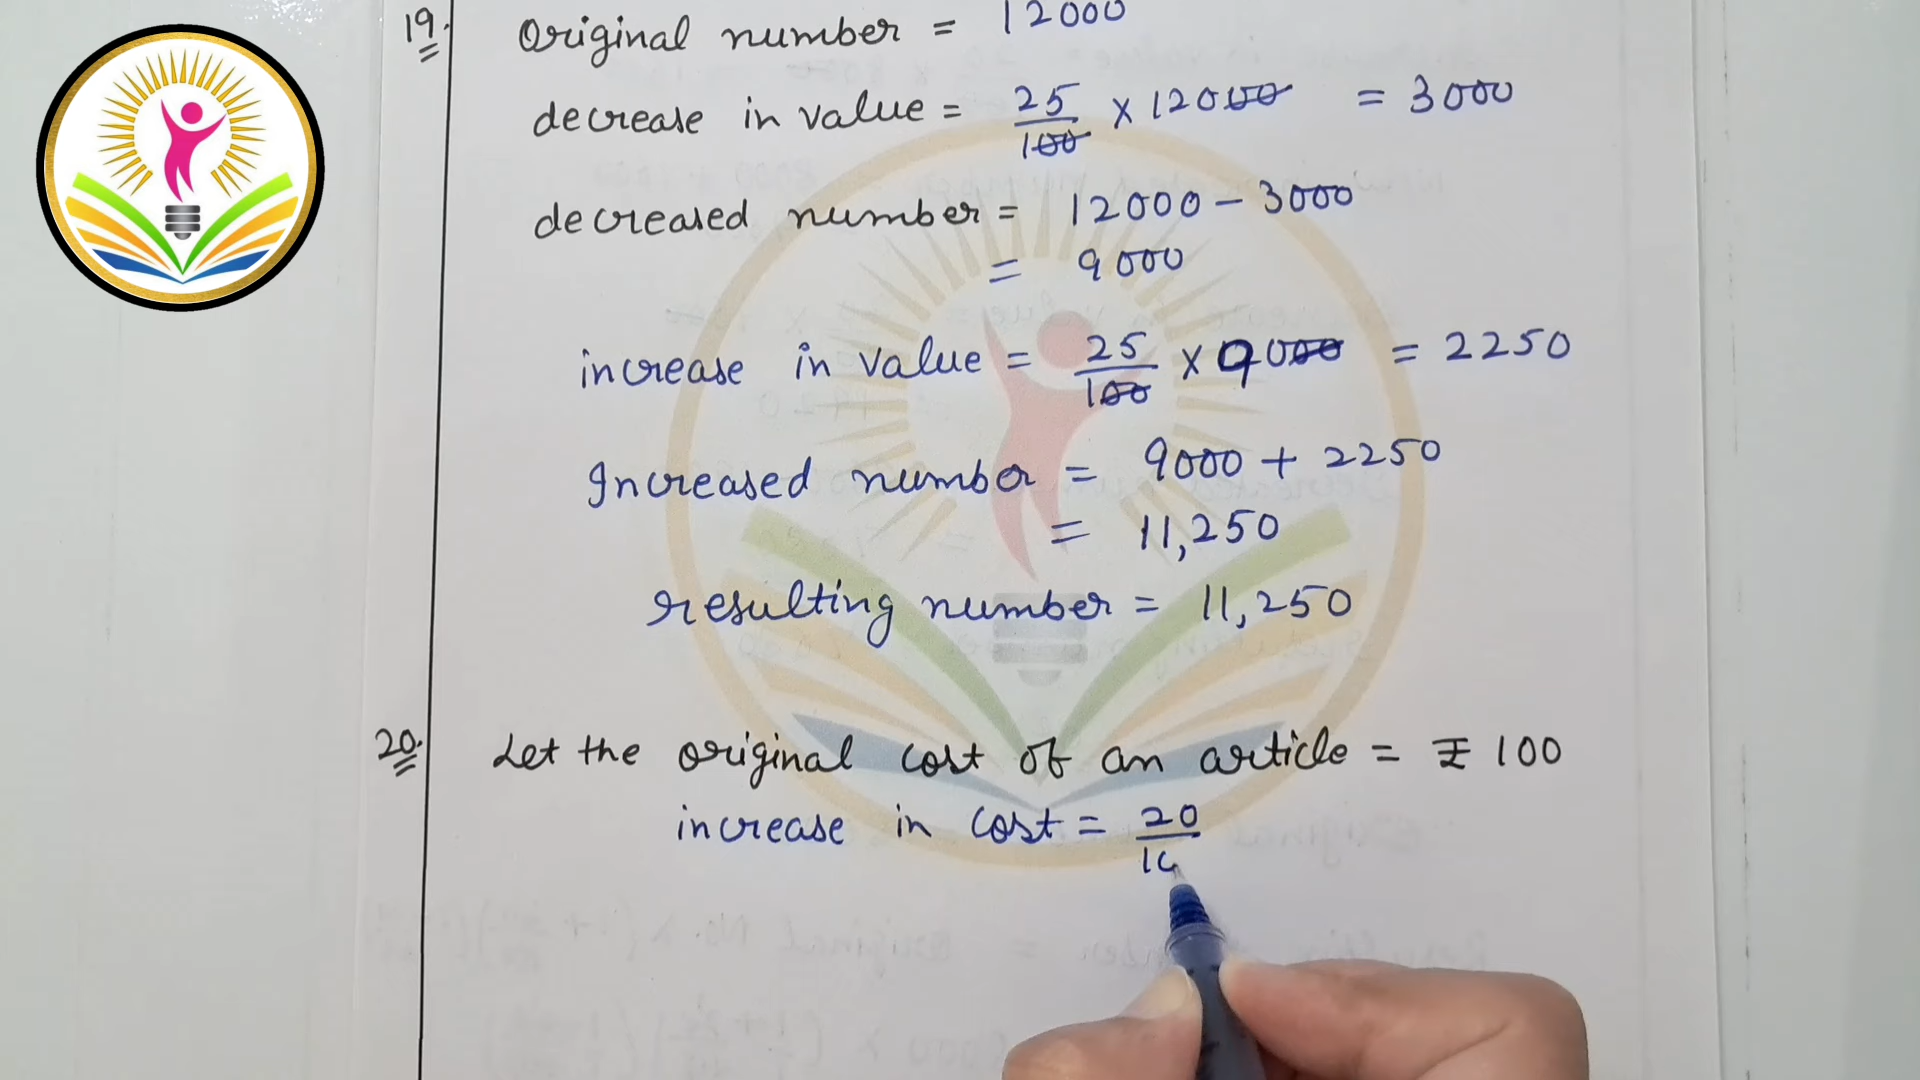 19. Original number = 12000
decrease in value = 25/100 × 12000 = 3000
decreased number = 12000 - 3000
= 9000
increase in value = 25/100 × 9000 = 2250
Increased number = 9000 + 2250
= 11,250
resulting number = 11,250
20. Let the original cost of an article = ₹ 100
increase in cost = 20/10